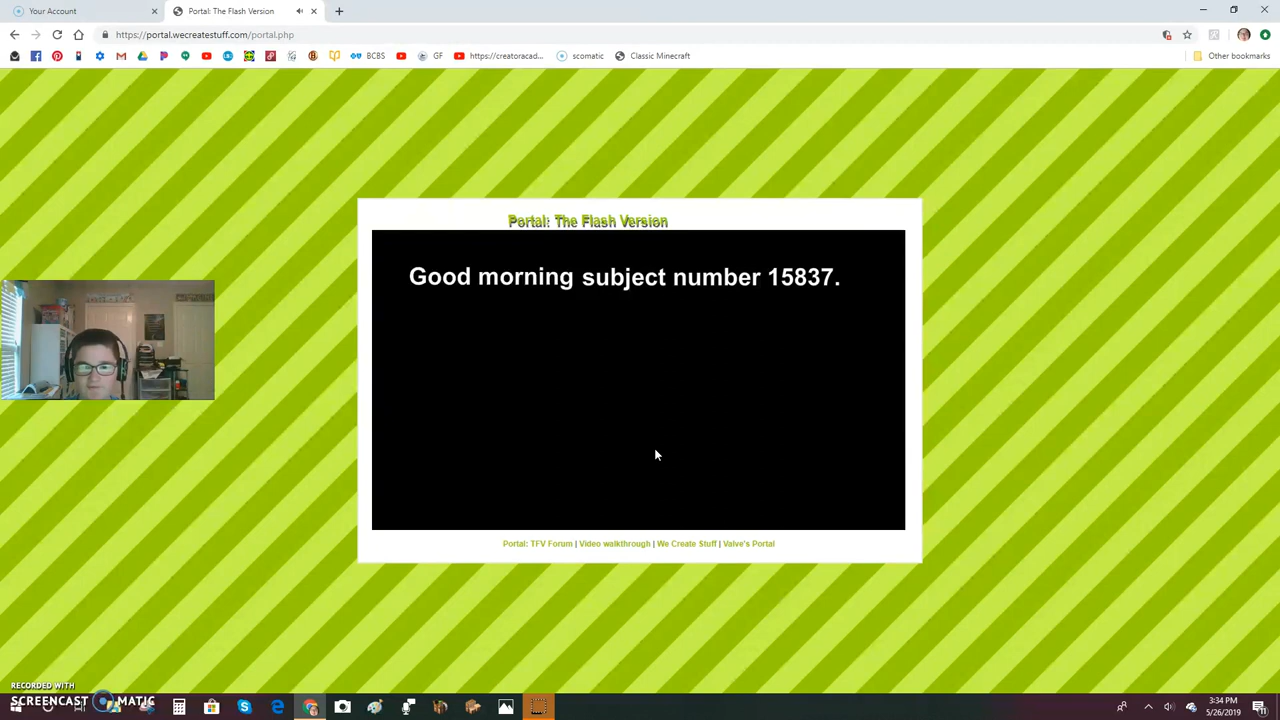 Your Account
Portal: The Flash Version
https://portal.wecreatestuff.com/portal.php
BCBS
GF
https://creatoracad...
scomatic
Classic Minecraft
Other bookmarks
Portal: The Flash Version
Good morning subject number 15837.
Portal: TFV Forum | Video walkthrough | We Create Stuff | Valve's Portal
RECORDED WITH
SCREENCAST MATIC
3:34 PM
5/26/2019